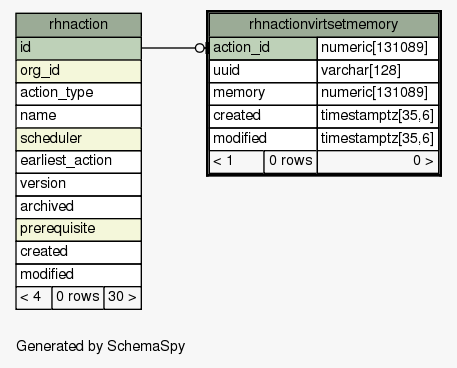 rhnaction
id
org_id
action_type
name
scheduler
earliest_action
version
archived
prerequisite
created
modified
< 4 0 rows 30 >
rhnactionvirtsetmemory
action_id numeric[131089]
uuid varchar[128]
memory numeric[131089]
created timestamptz[35,6]
modified timestamptz[35,6]
< 1 0 rows 0 >
Generated by SchemaSpy